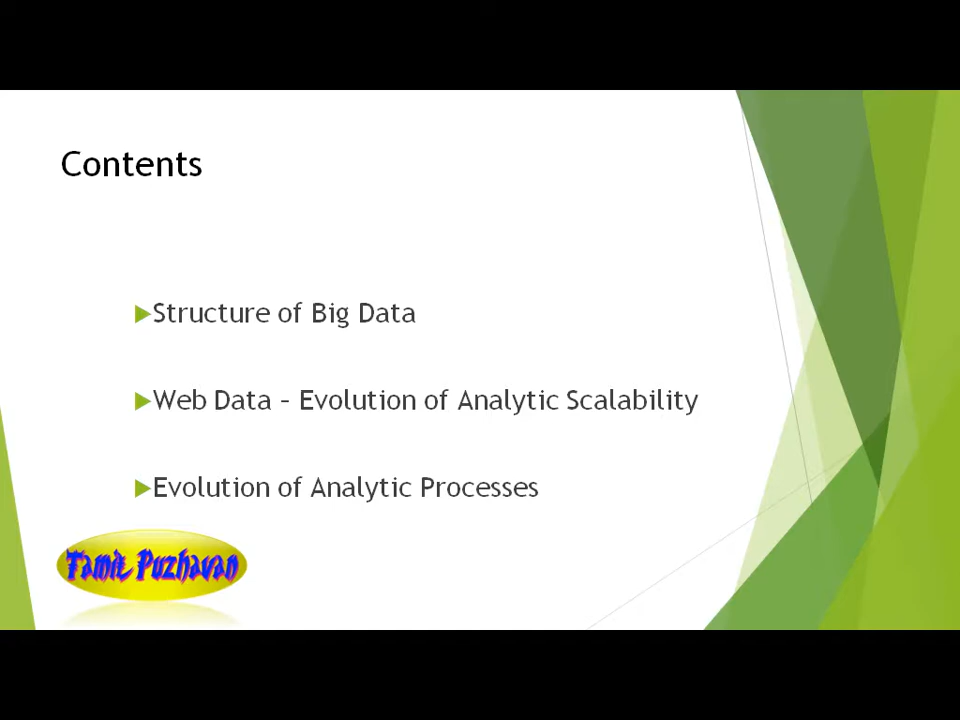 Contents
Structure of Big Data
Web Data – Evolution of Analytic Scalability
Evolution of Analytic Processes
Tamil Puzhavan